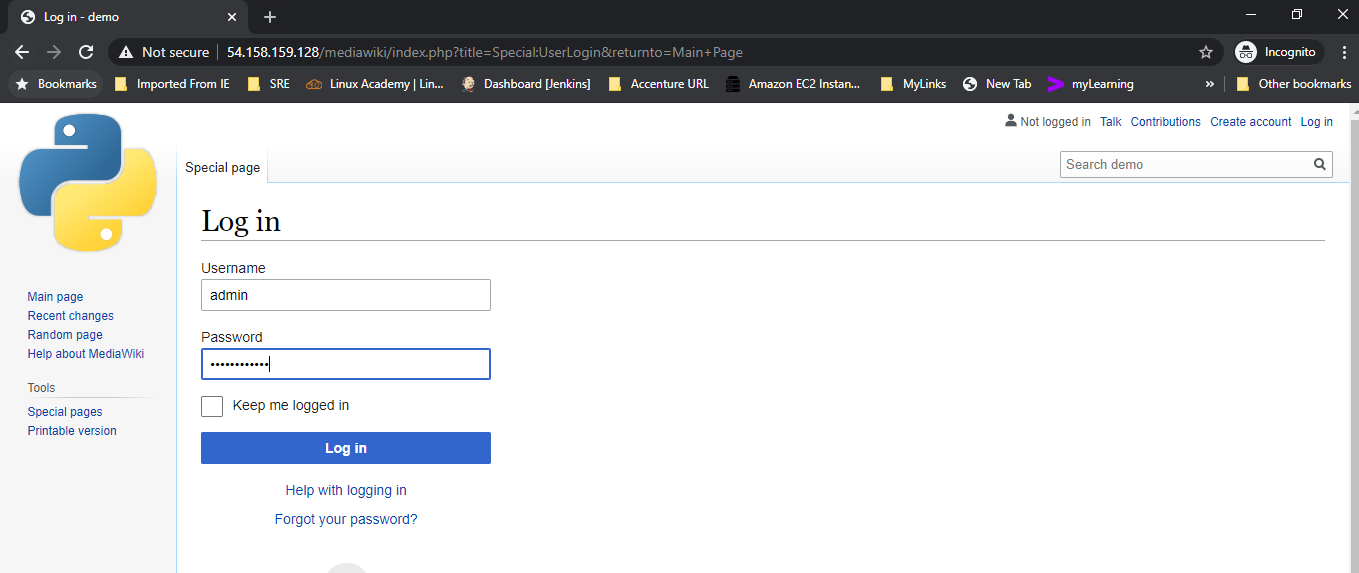 Log in - demo
Not secure 54.158.159.128/mediawiki/index.php?title=Special:UserLogin&returnto=Main+Page Incognito
Bookmarks Imported From IE SRE Linux Academy | Lin... Dashboard [Jenkins] Accenture URL Amazon EC2 Instan... MyLinks New Tab myLearning » Other bookmarks
Not logged in Talk Contributions Create account Log in
Special page Search demo
Log in
Username
admin
Password
••••••••••••
Keep me logged in
Log in
Help with logging in
Forgot your password?
Main page
Recent changes
Random page
Help about MediaWiki
Tools
Special pages
Printable version